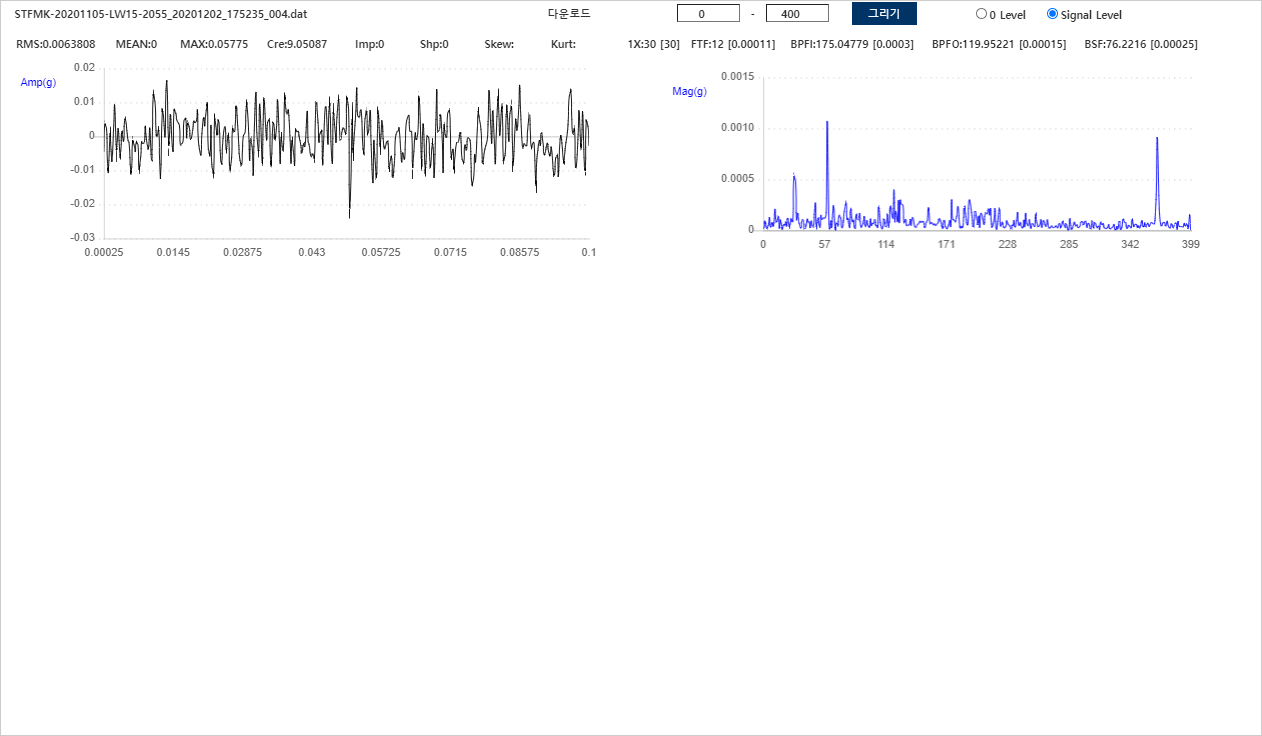 STFMK-20201105-LW15-2055_20201202_175235_004.dat 다운로드 0 - 400 그리기 0 Level Signal Level
RMS:0.0063808 MEAN:0 MAX:0.05775 Cre:9.05087 Imp:0 Shp:0 Skew: Kurt: 1X:30 [30] FTF:12 [0.00011] BPFI:175.04779 [0.0003] BPFO:119.95221 [0.00015] BSF:76.2216 [0.00025]
Amp(g)
0.02
0.01
0
-0.01
-0.02
-0.03
0.00025 0.0145 0.02875 0.043 0.05725 0.0715 0.08575 0.1
Mag(g)
0.0015
0.0010
0.0005
0
0 57 114 171 228 285 342 399